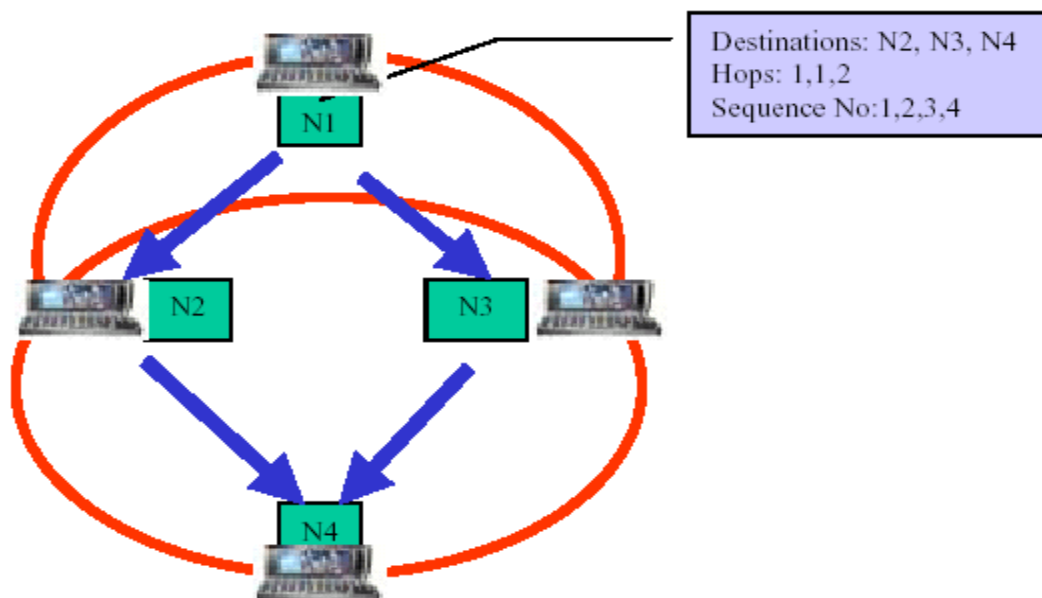 Destinations: N2, N3, N4
Hops: 1,1,2
Sequence No:1,2,3,4
N1
N2
N3
N4